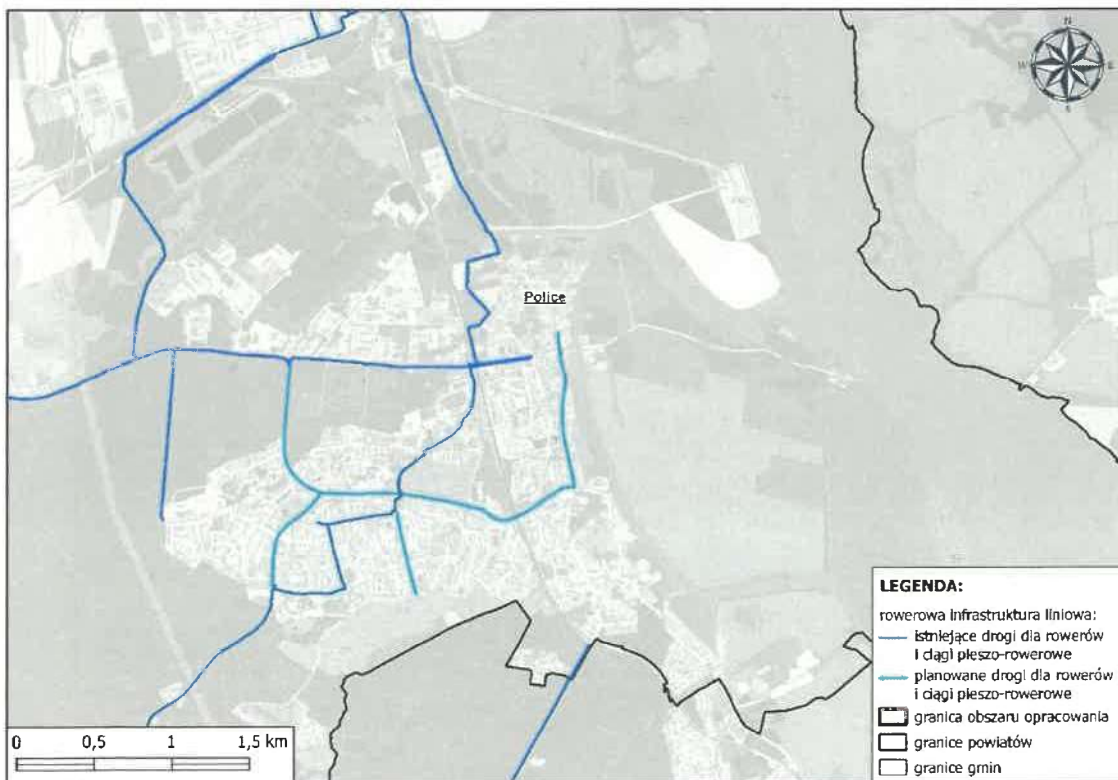 N
W
E
S
Police
LEGENDA:
rowerowa infrastruktura liniowa:
istniejące drogi dla rowerów
i ciągi pieszo-rowerowe
planowane drogi dla rowerów
i ciągi pieszo-rowerowe
granica obszaru opracowania
granice powiatów
granice gmin
0 0,5 1 1,5 km